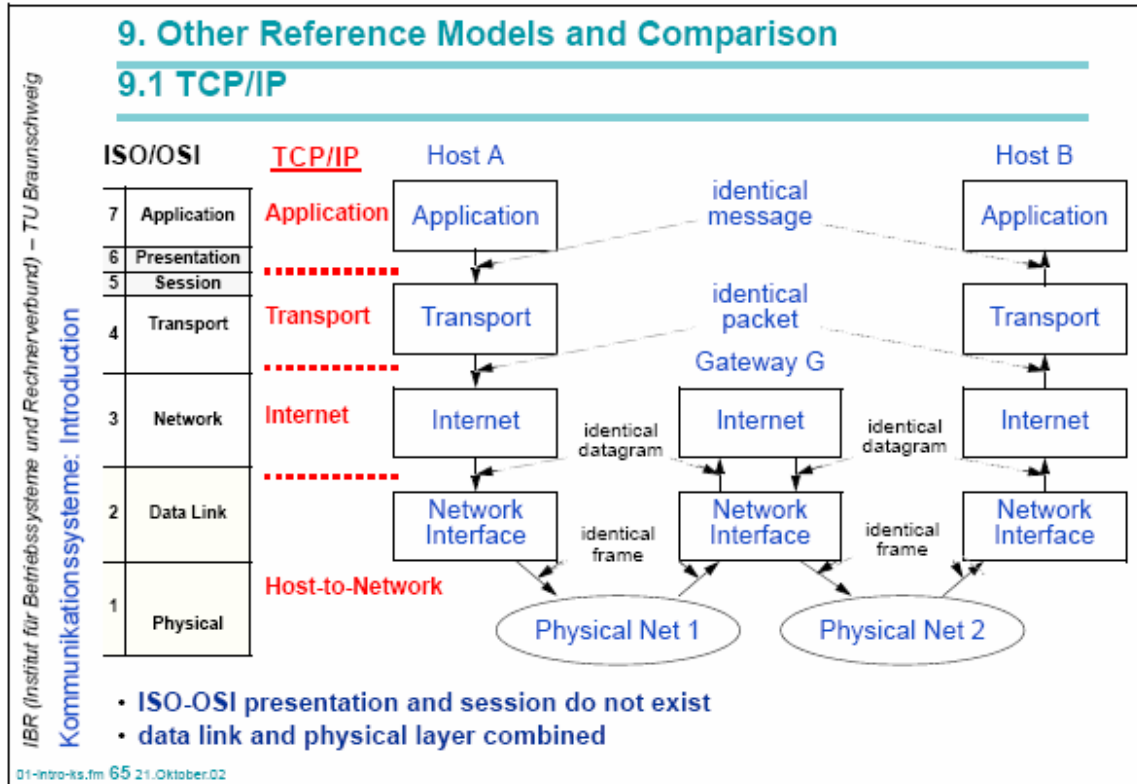 9. Other Reference Models and Comparison
9.1 TCP/IP
IBR (Institut für Betriebssysteme und Rechnerverbund) – TU Braunschweig
Kommunikationssysteme: Introduction
ISO/OSI
TCP/IP
Host A
Host B
7 Application
Application
Application
identical
message
Application
6 Presentation
5 Session
4 Transport
Transport
Transport
identical
packet
Transport
Gateway G
3 Network
Internet
Internet
identical
datagram
Internet
identical
datagram
Internet
2 Data Link
Network
Interface
identical
frame
Network
Interface
identical
frame
Network
Interface
1 Physical
Host-to-Network
Physical Net 1
Physical Net 2
• ISO-OSI presentation and session do not exist
• data link and physical layer combined
01-intro-ks.fm 65 21.Oktober.02